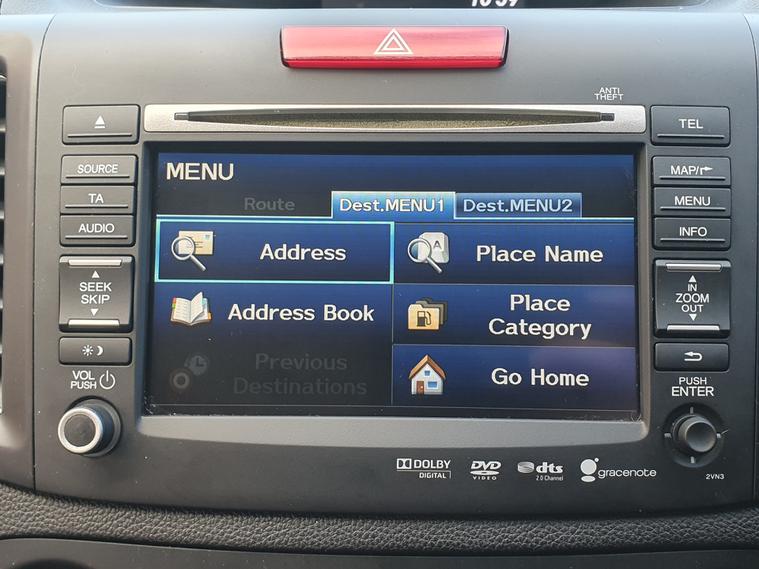 10:59
ANTI
THEFT
TEL
SOURCE
TA
AUDIO
SEEK
SKIP
VOL
PUSH
MENU
Route
Dest.MENU1
Dest.MENU2
Address
Place Name
Address Book
Place
Category
Previous
Destinations
Go Home
MAP/
MENU
INFO
IN
ZOOM
OUT
PUSH
ENTER
DOLBY
DIGITAL
DVD
VIDEO
dts
2.0 Channel
gracenote
2VN3